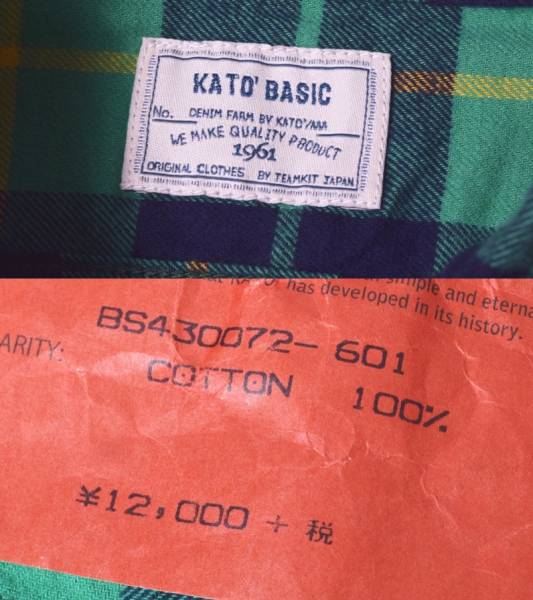 KATO' BASIC
No. DENIM FARM BY KATO'/AAA
WE MAKE QUALITY PRODUCT
1961
ORIGINAL CLOTHES BY TEAMKIT JAPAN
simple and eterna
has developed in its history.
ARITY:
BS430072-601
COTTON 100%
¥12,000 + 税